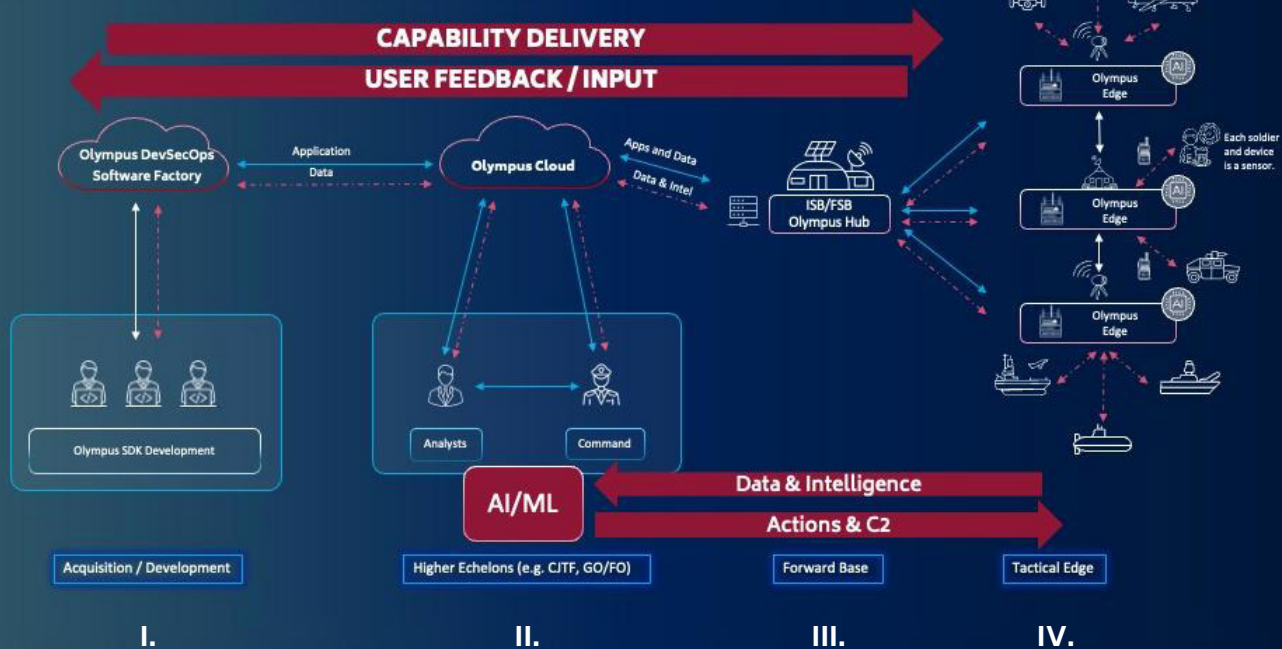 CAPABILITY DELIVERY
USER FEEDBACK / INPUT
Olympus DevSecOps
Software Factory
Application
Data
Olympus Cloud
Apps and Data
Data & Intel
ISB/FSB
Olympus Hub
AI
Olympus
Edge
Each soldier
and device
is a sensor.
AI
Olympus
Edge
AI
Olympus
Edge
Olympus SDK Development
Analysts
Command
AI/ML
Data & Intelligence
Actions & C2
Acquisition / Development
Higher Echelons (e.g. CJTF, GO/FO)
Forward Base
Tactical Edge
I.
II.
III.
IV.